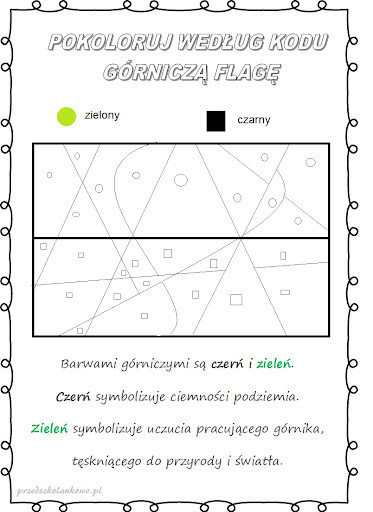 POKOLORUJ WEDŁUG KODU
GÓRNICZĄ FLAGĘ
zielony
czarny
Barwami górniczymi są czerń i zieleń.
Czerń symbolizuje ciemności podziemia.
Zieleń symbolizuje uczucia pracującego górnika,
tęskniącego do przyrody i światła.
przedszkolankowo.pl